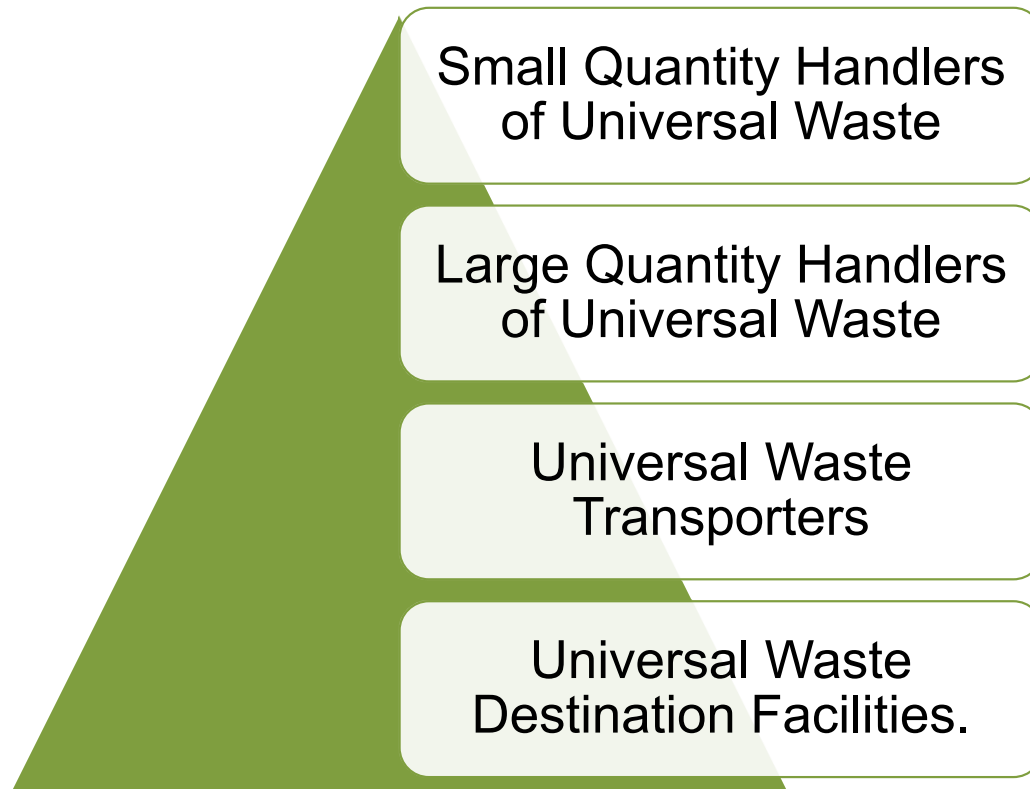 Small Quantity Handlers
of Universal Waste
Large Quantity Handlers
of Universal Waste
Universal Waste
Transporters
Universal Waste
Destination Facilities.